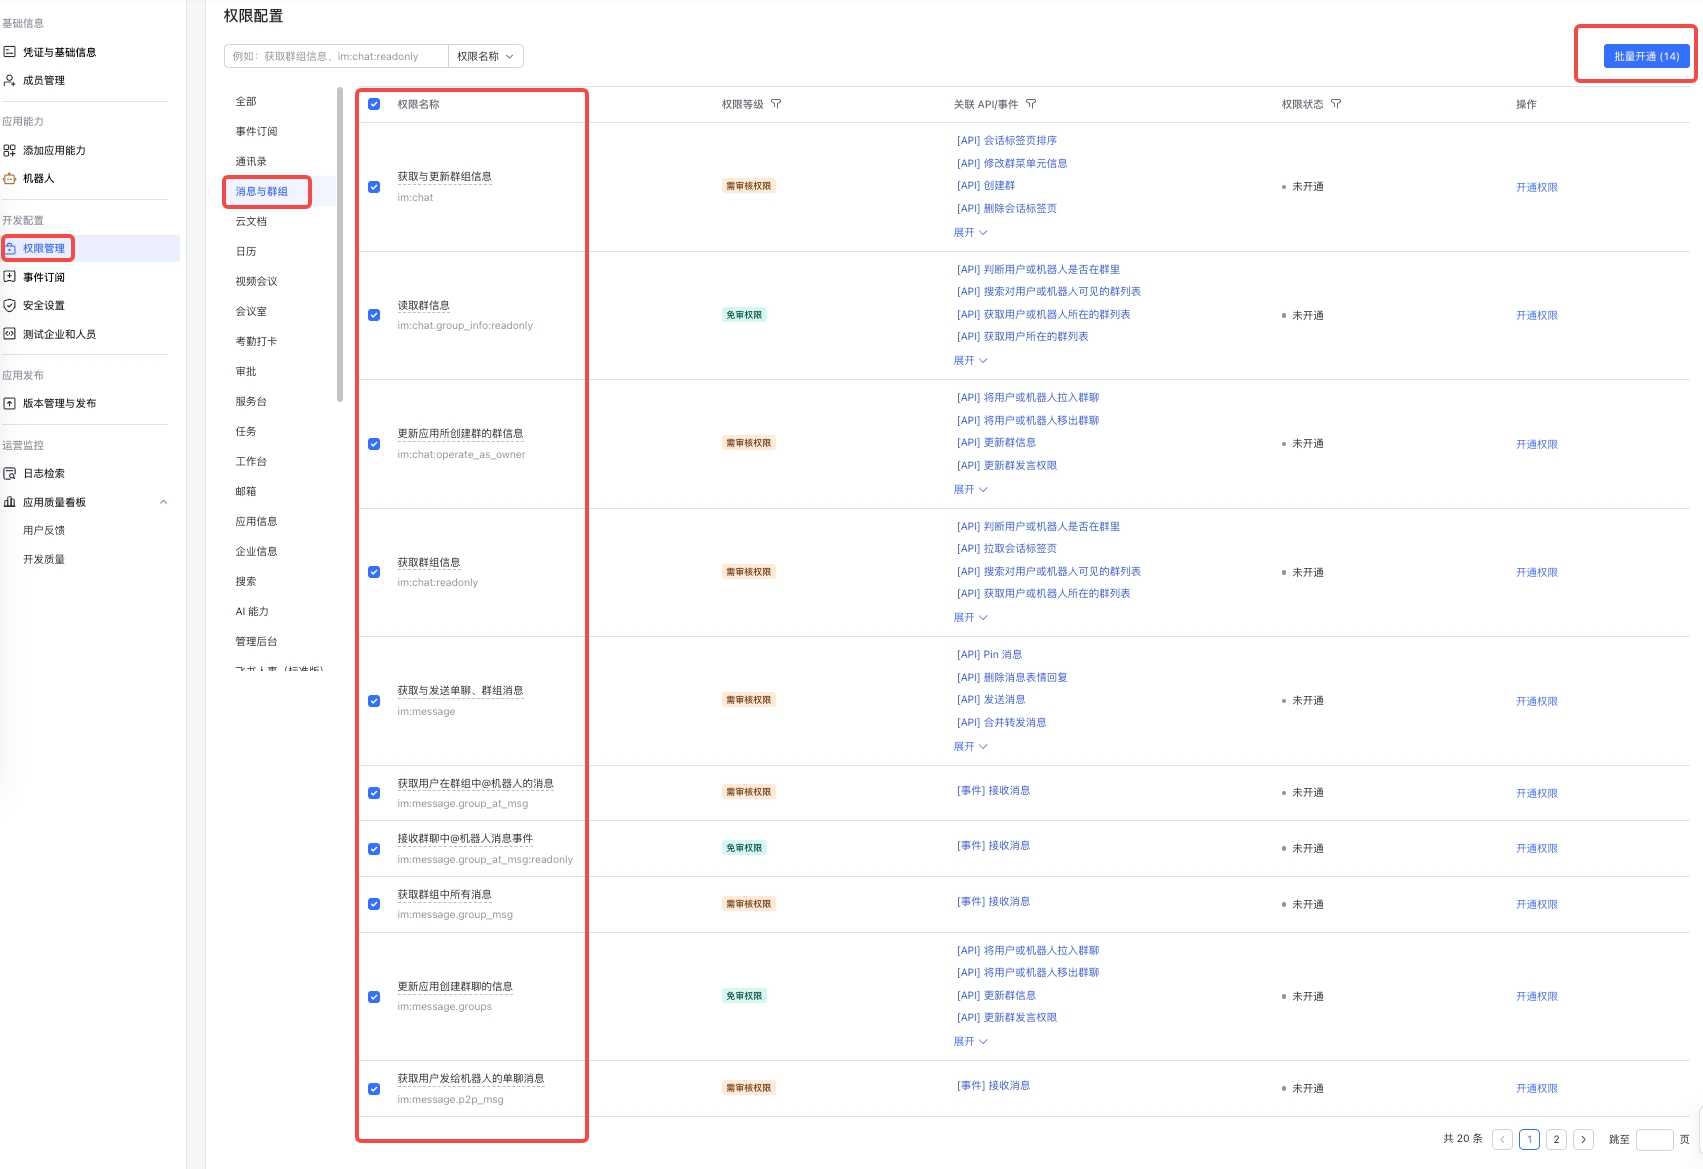 基础信息
凭证与基础信息
成员管理
应用能力
添加应用能力
机器人
开发配置
权限管理
事件订阅
安全设置
测试企业和人员
应用发布
版本管理与发布
运营监控
日志检索
应用质量看板
用户反馈
开发质量
权限配置
例如：获取群组信息、im:chat:readonly 权限名称
批量开通 (14)
全部
事件订阅
通讯录
消息与群组
云文档
日历
视频会议
会议室
考勤打卡
审批
服务台
任务
工作台
邮箱
应用信息
企业信息
搜索
AI 能力
管理后台
飞书人事（标准版）
权限名称 权限等级 关联 API/事件 权限状态 操作
获取与更新群组信息
im:chat
需审核权限
[API] 会话标签页排序
[API] 修改群菜单元信息
[API] 创建群
[API] 删除会话标签页
展开
未开通
开通权限
读取群信息
im:chat.group_info:readonly
免审权限
[API] 判断用户或机器人是否在群里
[API] 搜索对用户或机器人可见的群列表
[API] 获取用户或机器人所在的群列表
[API] 获取用户所在的群列表
展开
未开通
开通权限
更新应用所创建群的群信息
im:chat:operate_as_owner
需审核权限
[API] 将用户或机器人拉入群聊
[API] 将用户或机器人移出群聊
[API] 更新群信息
[API] 更新群发言权限
展开
未开通
开通权限
获取群组信息
im:chat:readonly
需审核权限
[API] 判断用户或机器人是否在群里
[API] 拉取会话标签页
[API] 搜索对用户或机器人可见的群列表
[API] 获取用户或机器人所在的群列表
展开
未开通
开通权限
获取与发送单聊、群组消息
im:message
需审核权限
[API] Pin 消息
[API] 删除消息表情回复
[API] 发送消息
[API] 合并转发消息
展开
未开通
开通权限
获取用户在群组中@机器人的消息
im:message.group_at_msg
需审核权限
[事件] 接收消息
未开通
开通权限
接收群聊中@机器人消息事件
im:message.group_at_msg:readonly
免审权限
[事件] 接收消息
未开通
开通权限
获取群组中所有消息
im:message.group_msg
需审核权限
[事件] 接收消息
未开通
开通权限
更新应用创建群聊的信息
im:message.groups
免审权限
[API] 将用户或机器人拉入群聊
[API] 将用户或机器人移出群聊
[API] 更新群信息
[API] 更新群发言权限
展开
未开通
开通权限
获取用户发给机器人的单聊消息
im:message.p2p_msg
需审核权限
[事件] 接收消息
未开通
开通权限
共 20 条 1 2 跳至 页